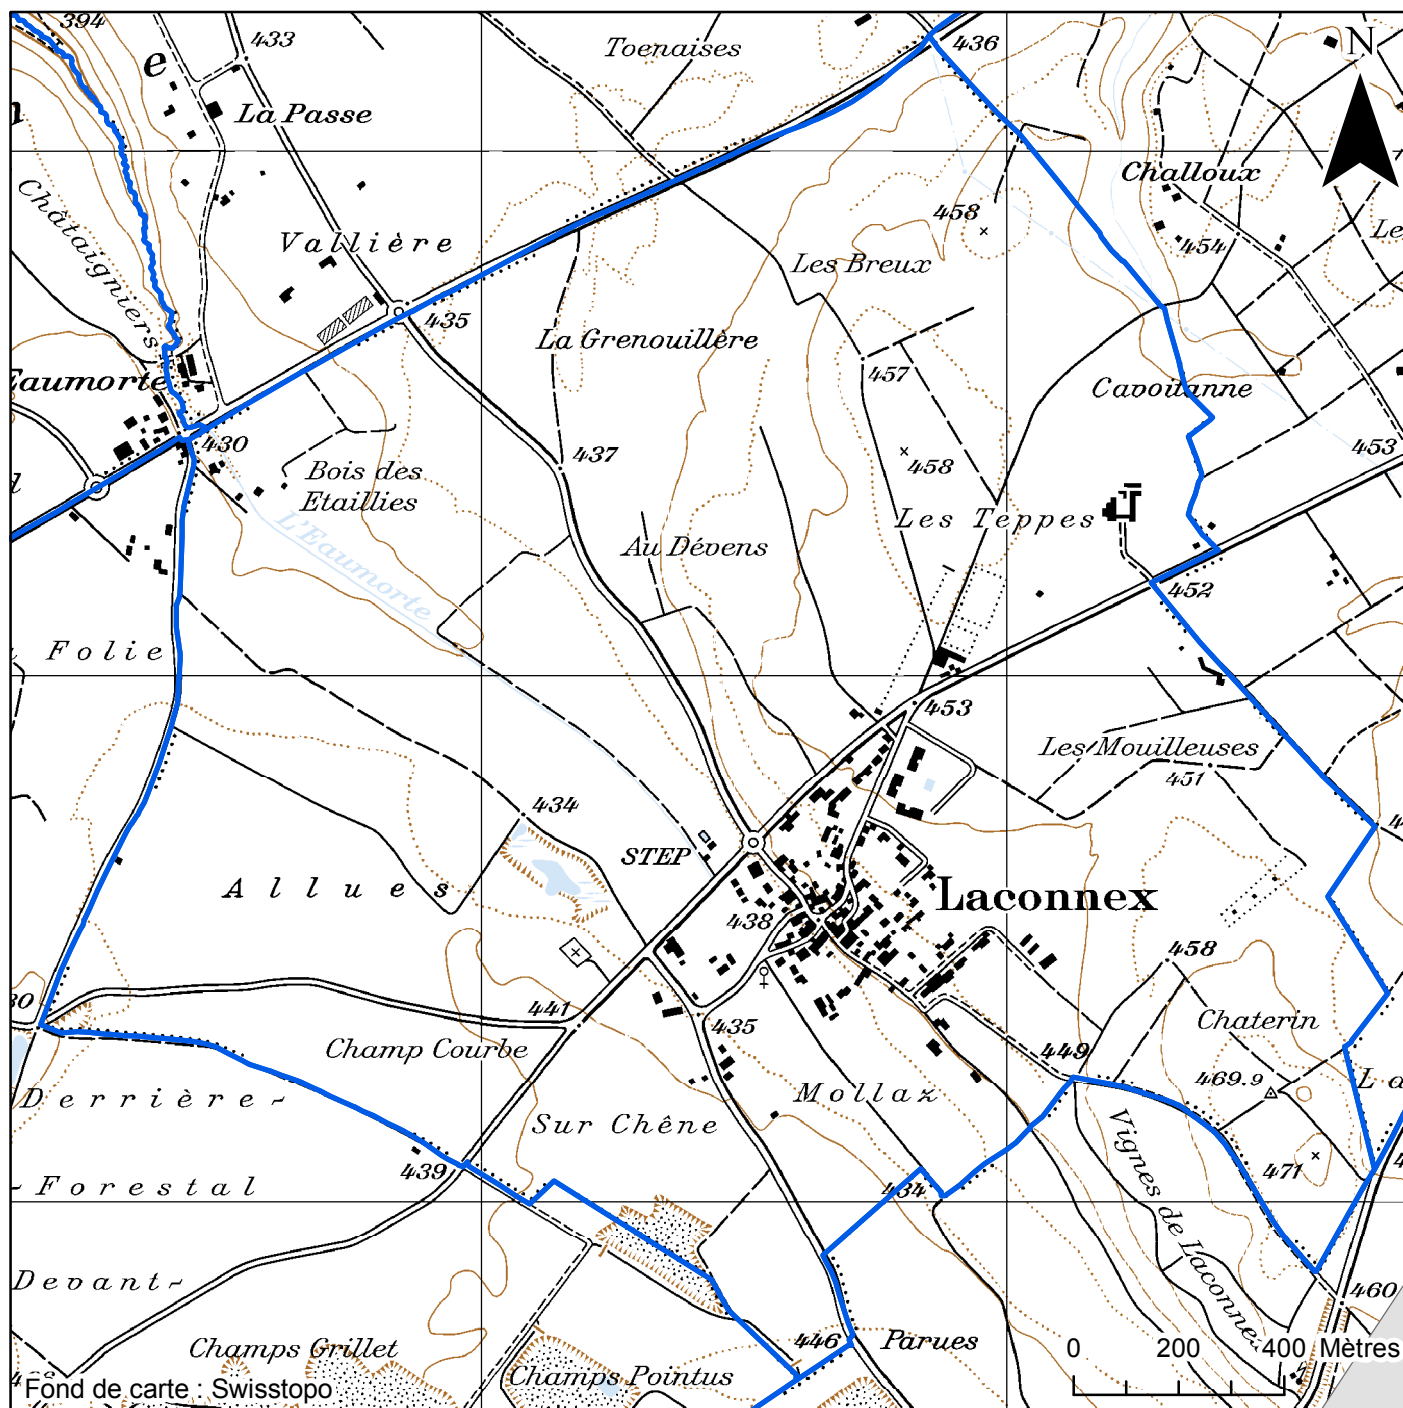 394
433
e
La Passe
Toenaises
436
N
Challoux
Châtaigniers
Vallière
458
454
Le
Les Breux
435
La Grenouillère
457
Eaumorte
Cavoitanne
430
437
458
453
Bois des
Etaillies
Les Teppes
L'Eaumorte
Au Dévens
452
Folie
453
Les Mouilleuses
451
434
STEP
Allues
Laconnex
438
458
441
435
Chaterin
Champ Courbe
449
469.9
La
Derrière-
Mollaz
Sur Chêne
Vignes de Laconnex
439
471
-Forestal
434
Devant-
460
446
Parues
Champs Grillet
0 200 400 Mètres
Champs Pointus
Fond de carte : Swisstopo